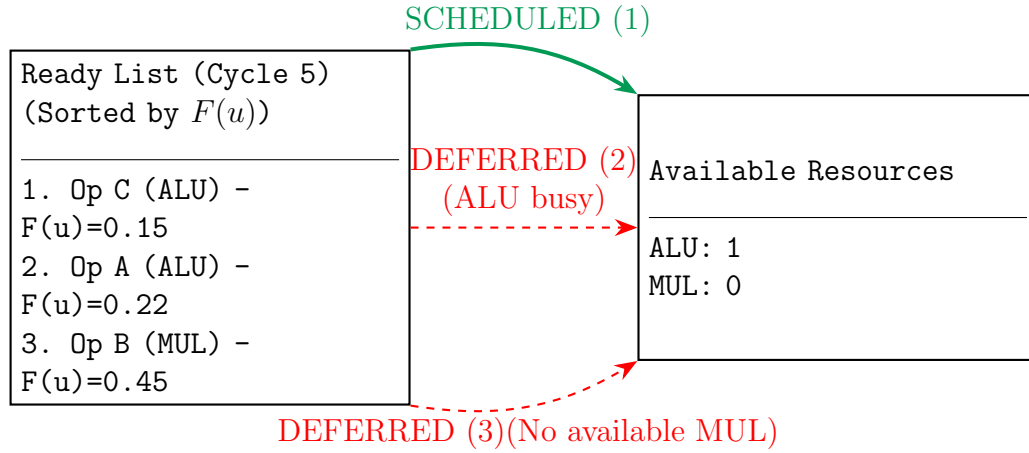 SCHEDULED (1)
Ready List (Cycle 5)
(Sorted by F(u))
1. Op C (ALU) –
F(u)=0.15
2. Op A (ALU) –
F(u)=0.22
3. Op B (MUL) –
F(u)=0.45
DEFERRED (2)
(ALU busy)
Available Resources
ALU: 1
MUL: 0
DEFERRED (3)(No available MUL)